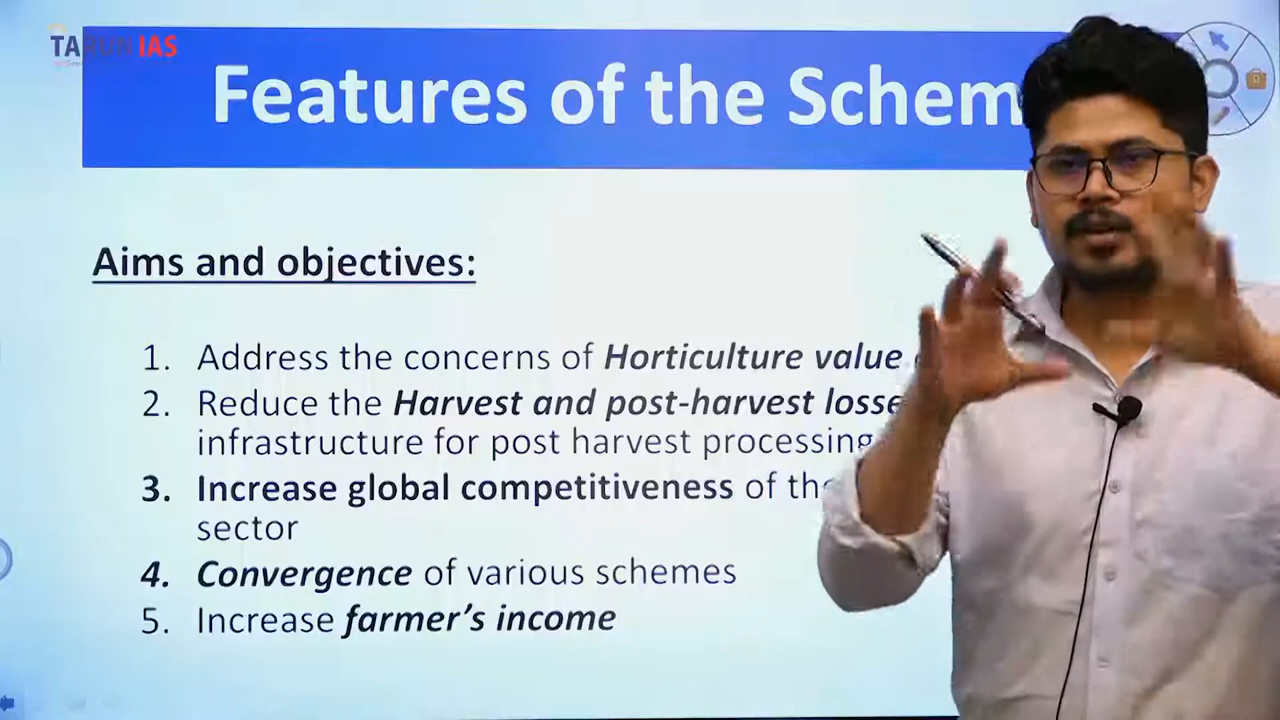 TARUN IAS
Features of the Schem
Aims and objectives:
1. Address the concerns of Horticulture value
2. Reduce the Harvest and post-harvest losse
infrastructure for post harvest processing
3. Increase global competitiveness of the
sector
4. Convergence of various schemes
5. Increase farmer's income